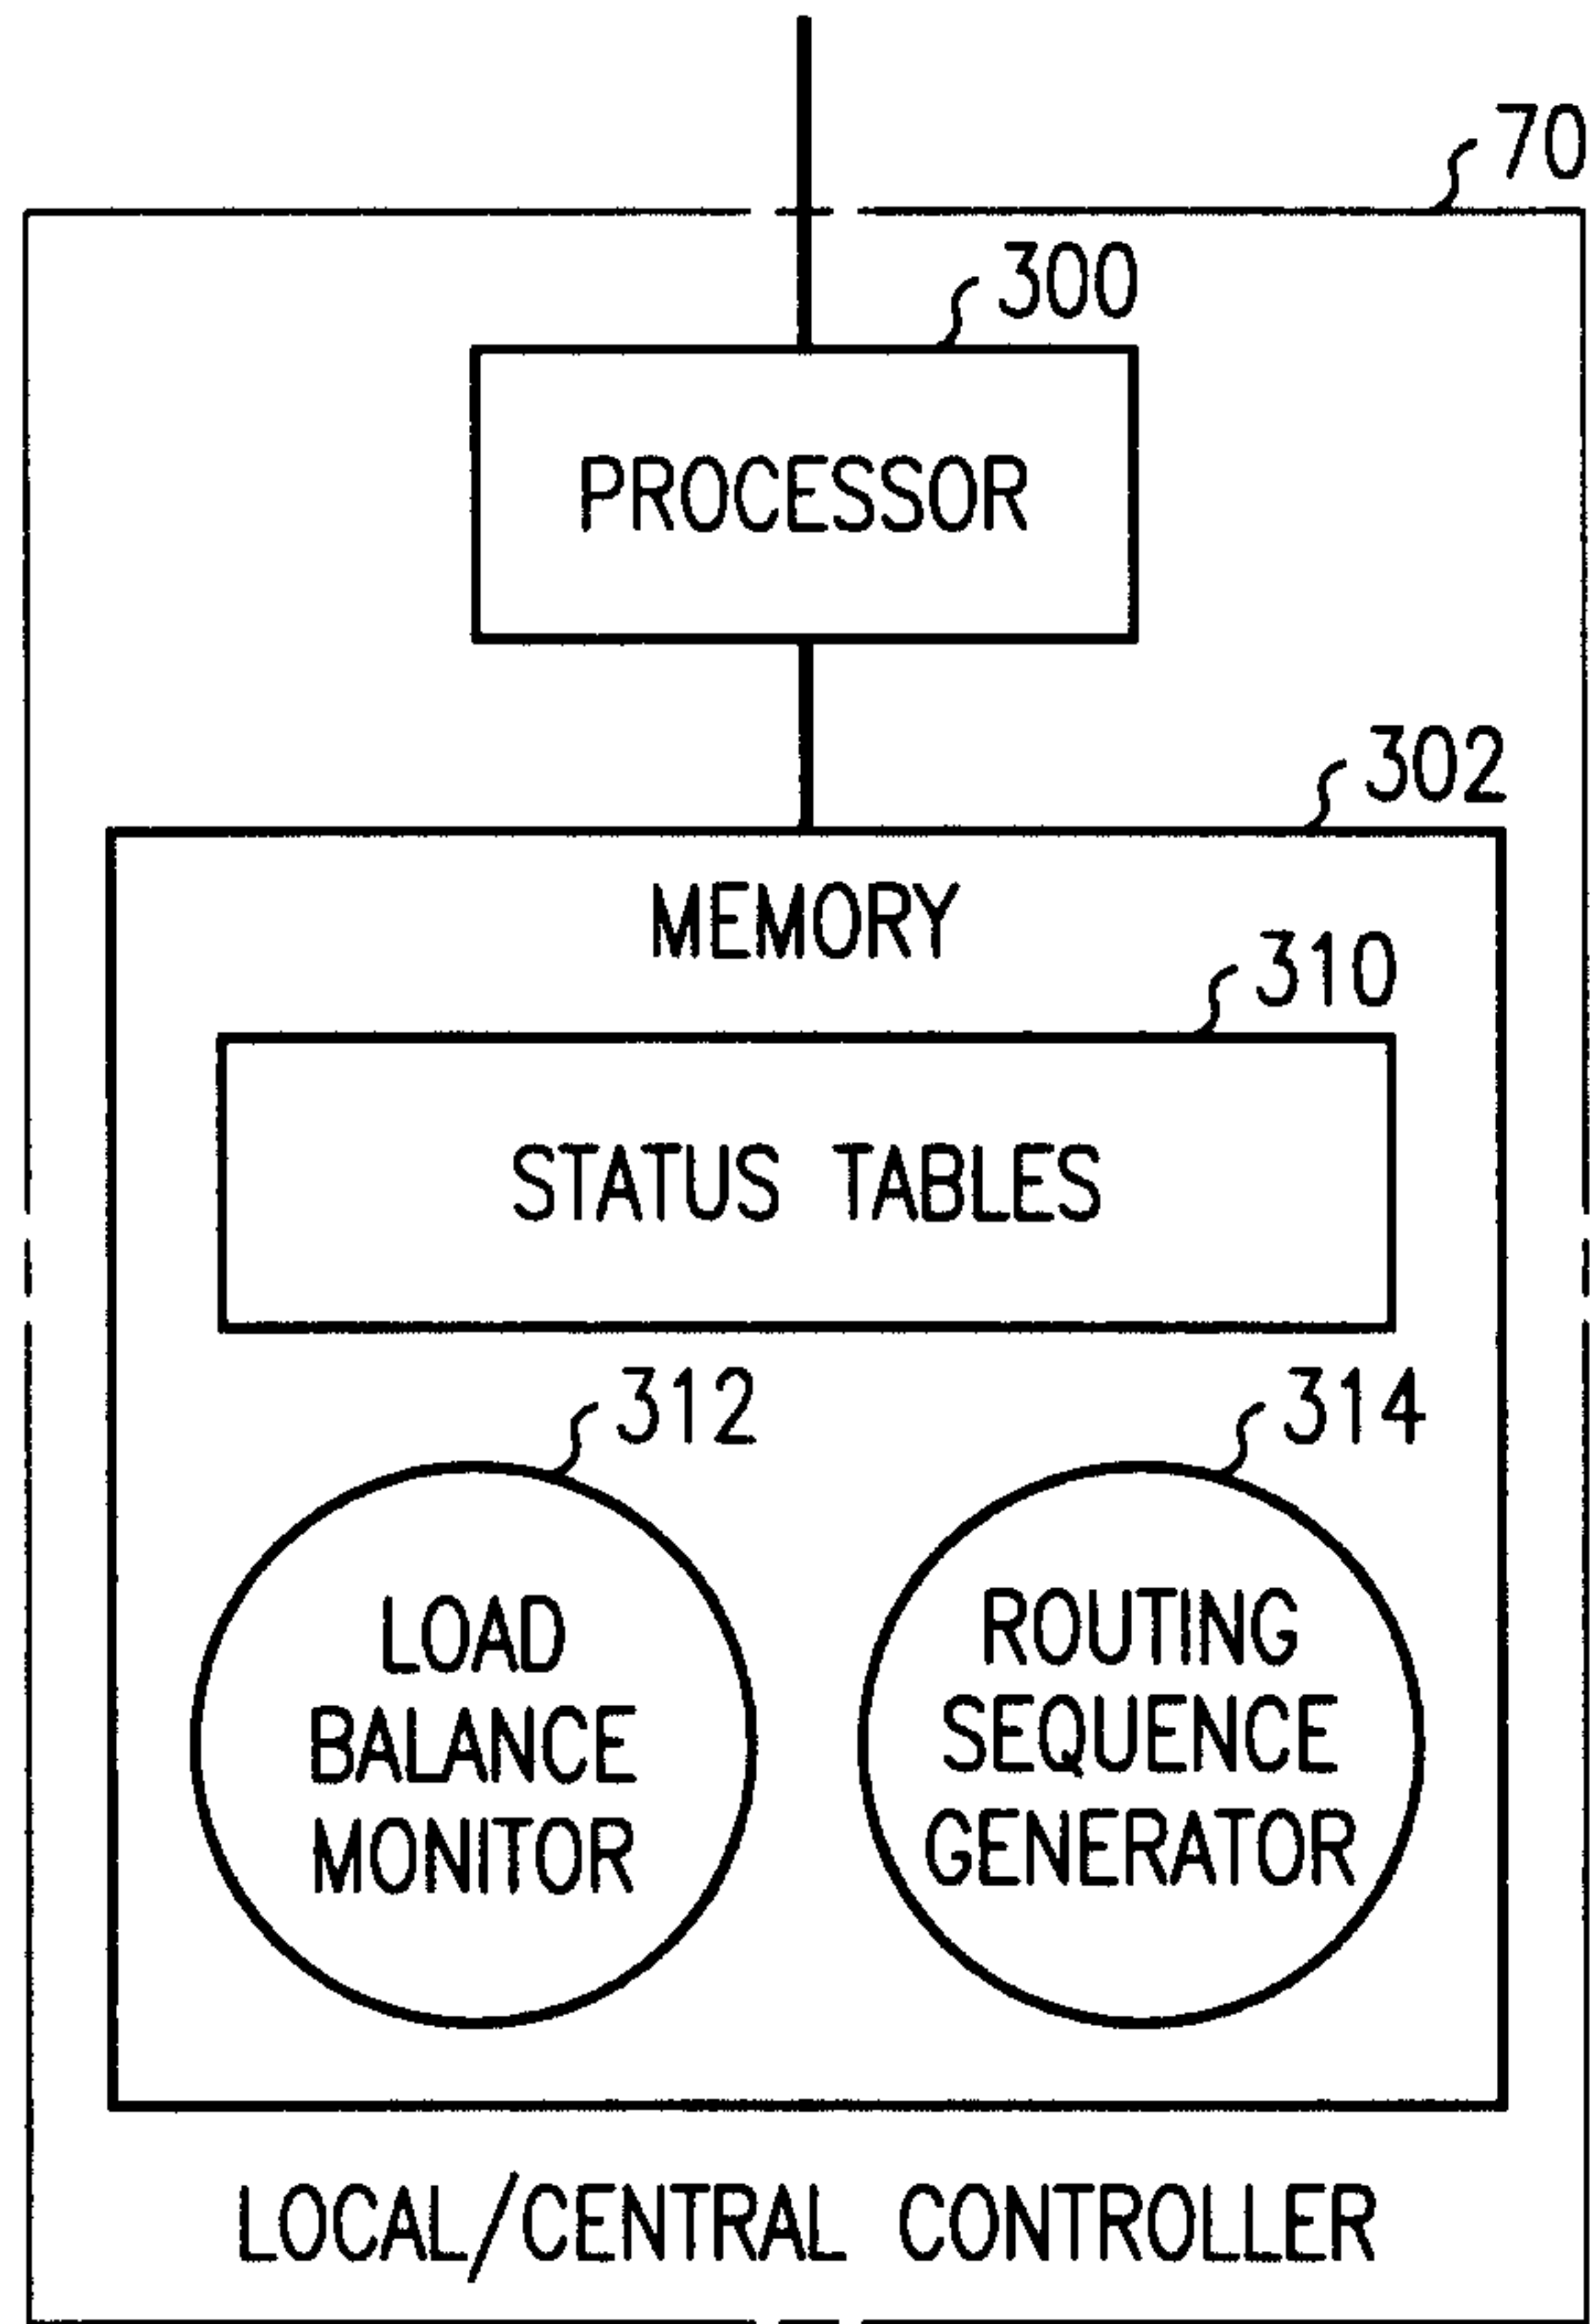 70
300
PROCESSOR
302
MEMORY
310
STATUS TABLES
312
314
LOAD
BALANCE
MONITOR
ROUTING
SEQUENCE
GENERATOR
LOCAL/CENTRAL CONTROLLER